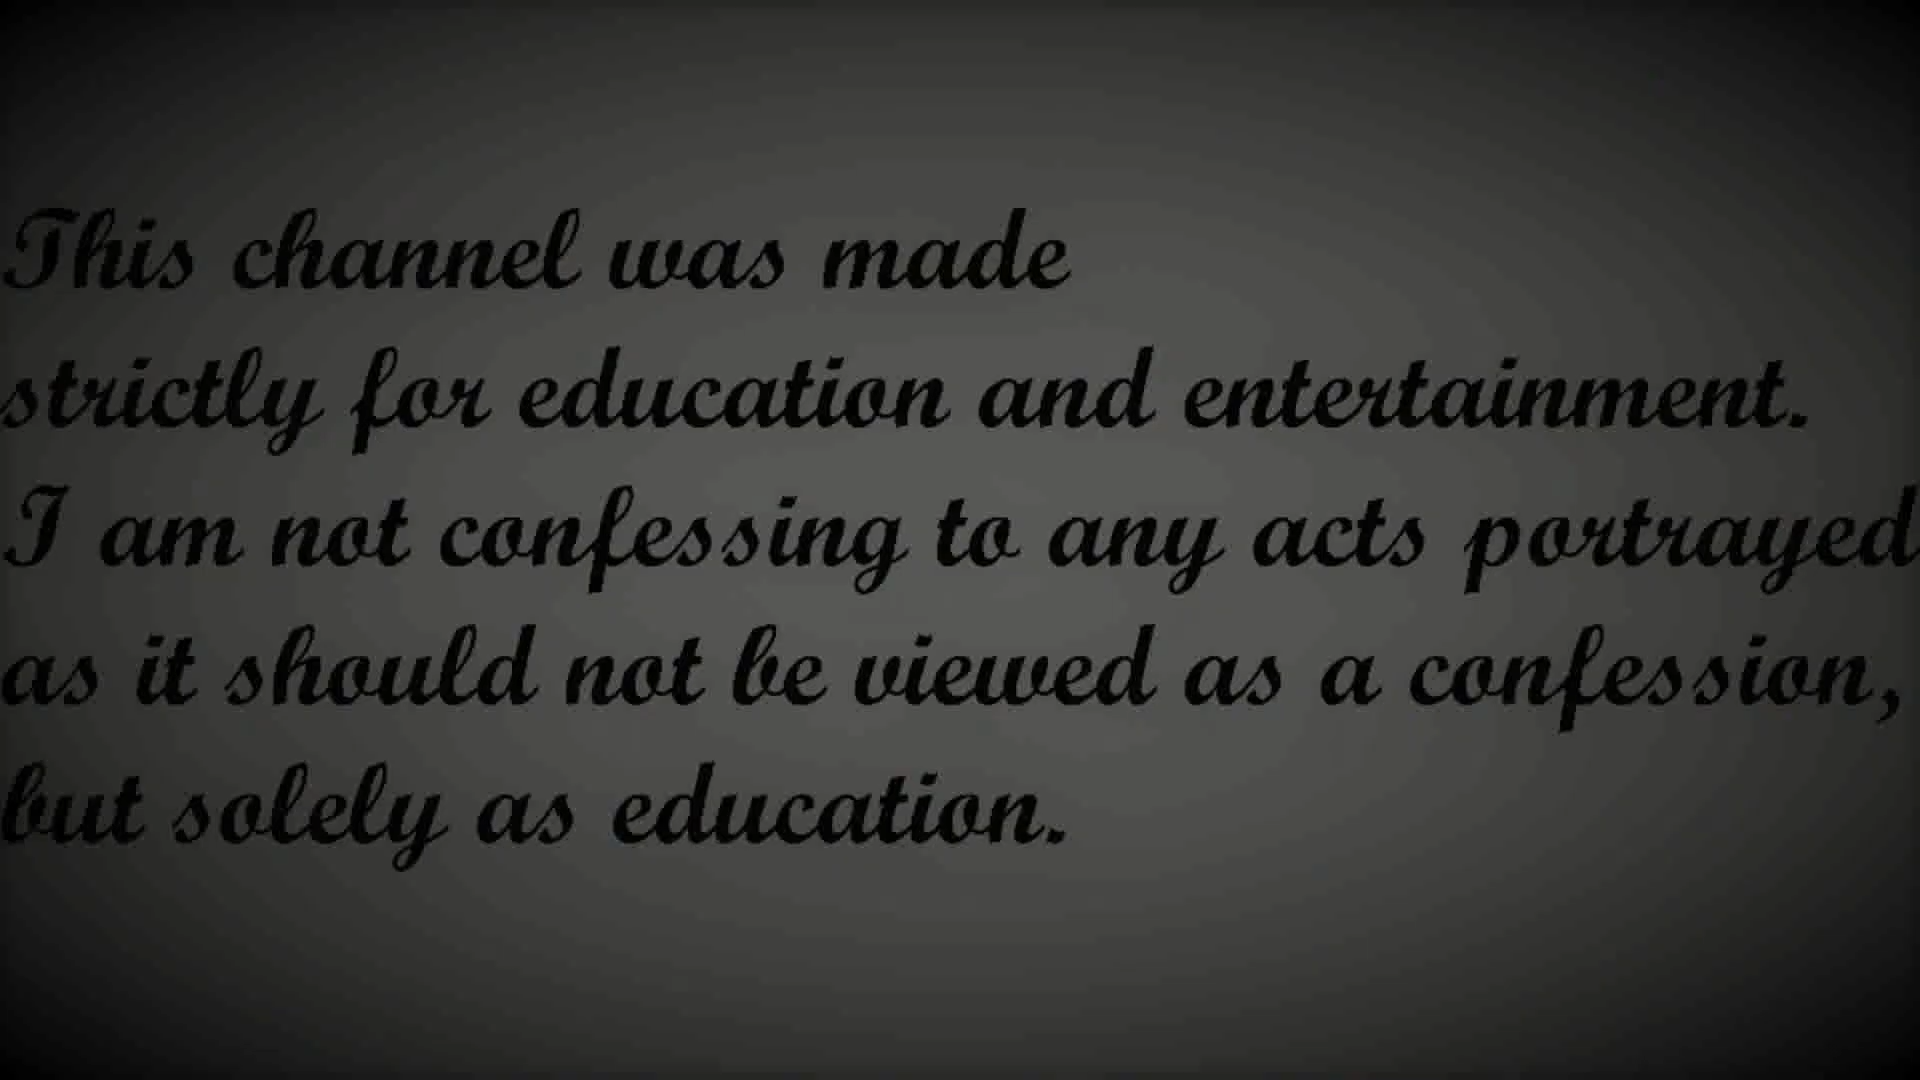 This channel was made
strictly for education and entertainment.
I am not confessing to any acts portrayed
as it should not be viewed as a confession,
but solely as education.